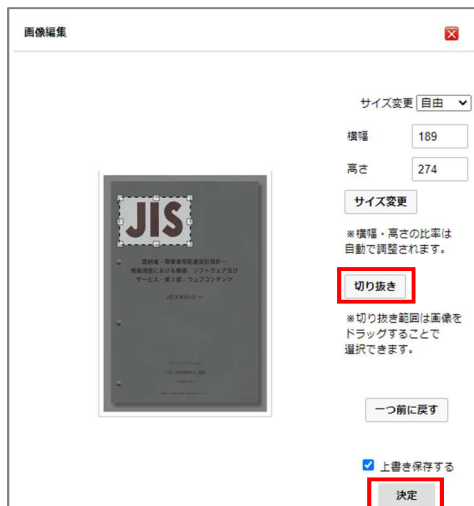 画像編集
サイズ変更 自由
横幅 189
高さ 274
サイズ変更
※横幅・高さの比率は
自動で調整されます。
切り抜き
※切り抜き範囲は画像を
ドラッグすることで
選択できます。
一つ前に戻す
上書き保存する
決定
JIS
高齢者・障害者等配慮設計指針－
情報通信における機器，ソフトウェア及び
サービス－第3部：ウェブコンテンツ